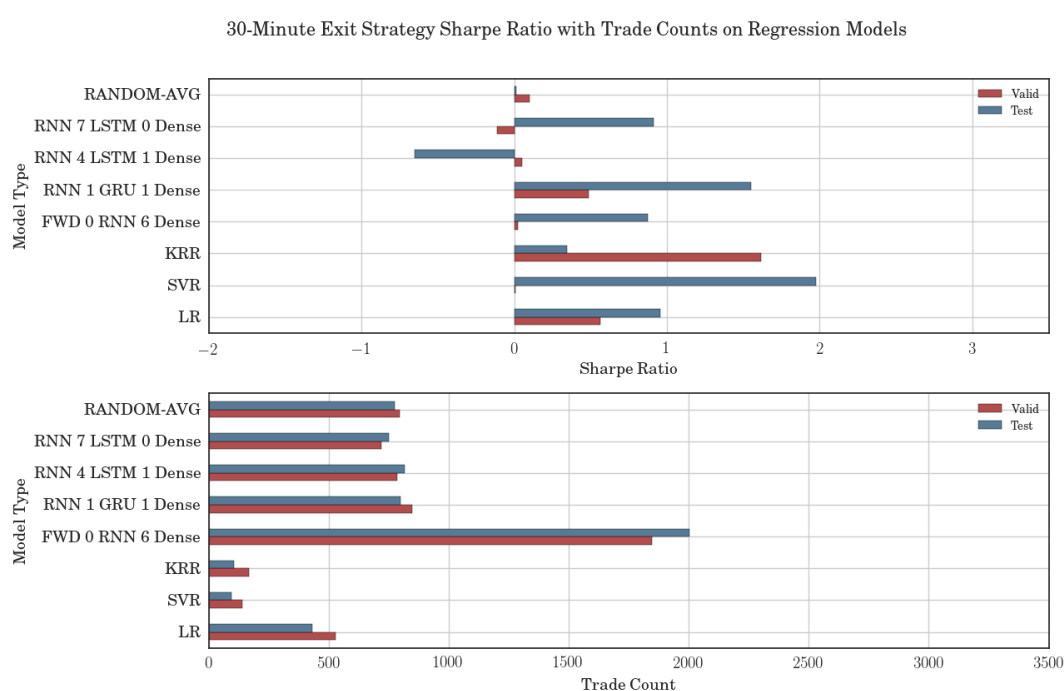 30-Minute Exit Strategy Sharpe Ratio with Trade Counts on Regression Models
Model Type
RANDOM-AVG
RNN 7 LSTM 0 Dense
RNN 4 LSTM 1 Dense
RNN 1 GRU 1 Dense
FWD 0 RNN 6 Dense
KRR
SVR
LR
Valid
Test
−2 −1 0 1 2 3
Sharpe Ratio
Model Type
RANDOM-AVG
RNN 7 LSTM 0 Dense
RNN 4 LSTM 1 Dense
RNN 1 GRU 1 Dense
FWD 0 RNN 6 Dense
KRR
SVR
LR
Valid
Test
0 500 1000 1500 2000 2500 3000 3500
Trade Count